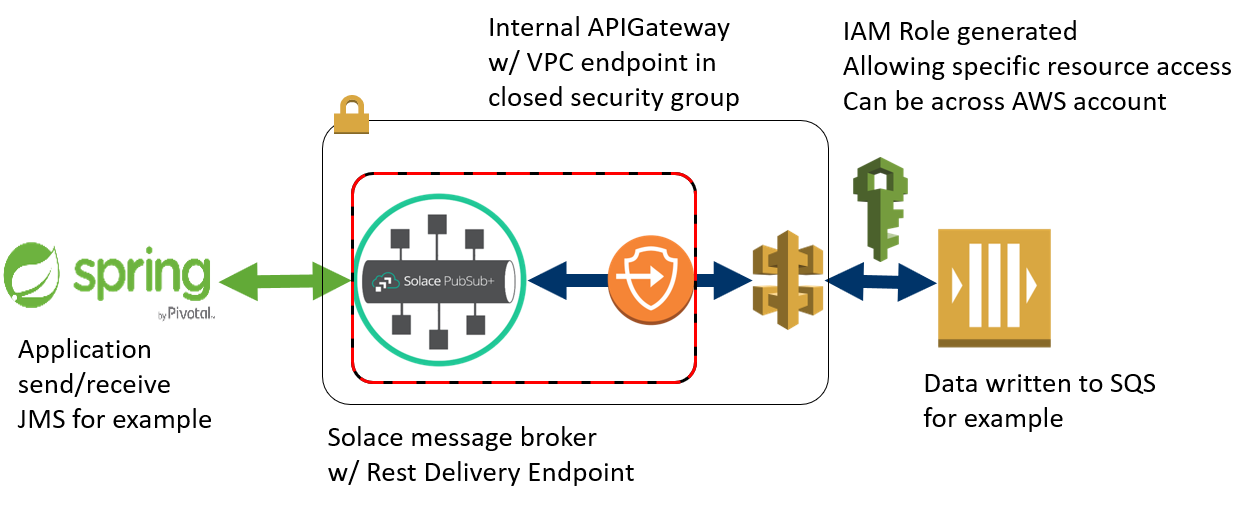 Internal APIGateway
w/ VPC endpoint in
closed security group
IAM Role generated
Allowing specific resource access
Can be across AWS account
spring
by Pivotal.
Solace PubSub+
Application
send/receive
JMS for example
Data written to SQS
for example
Solace message broker
w/ Rest Delivery Endpoint